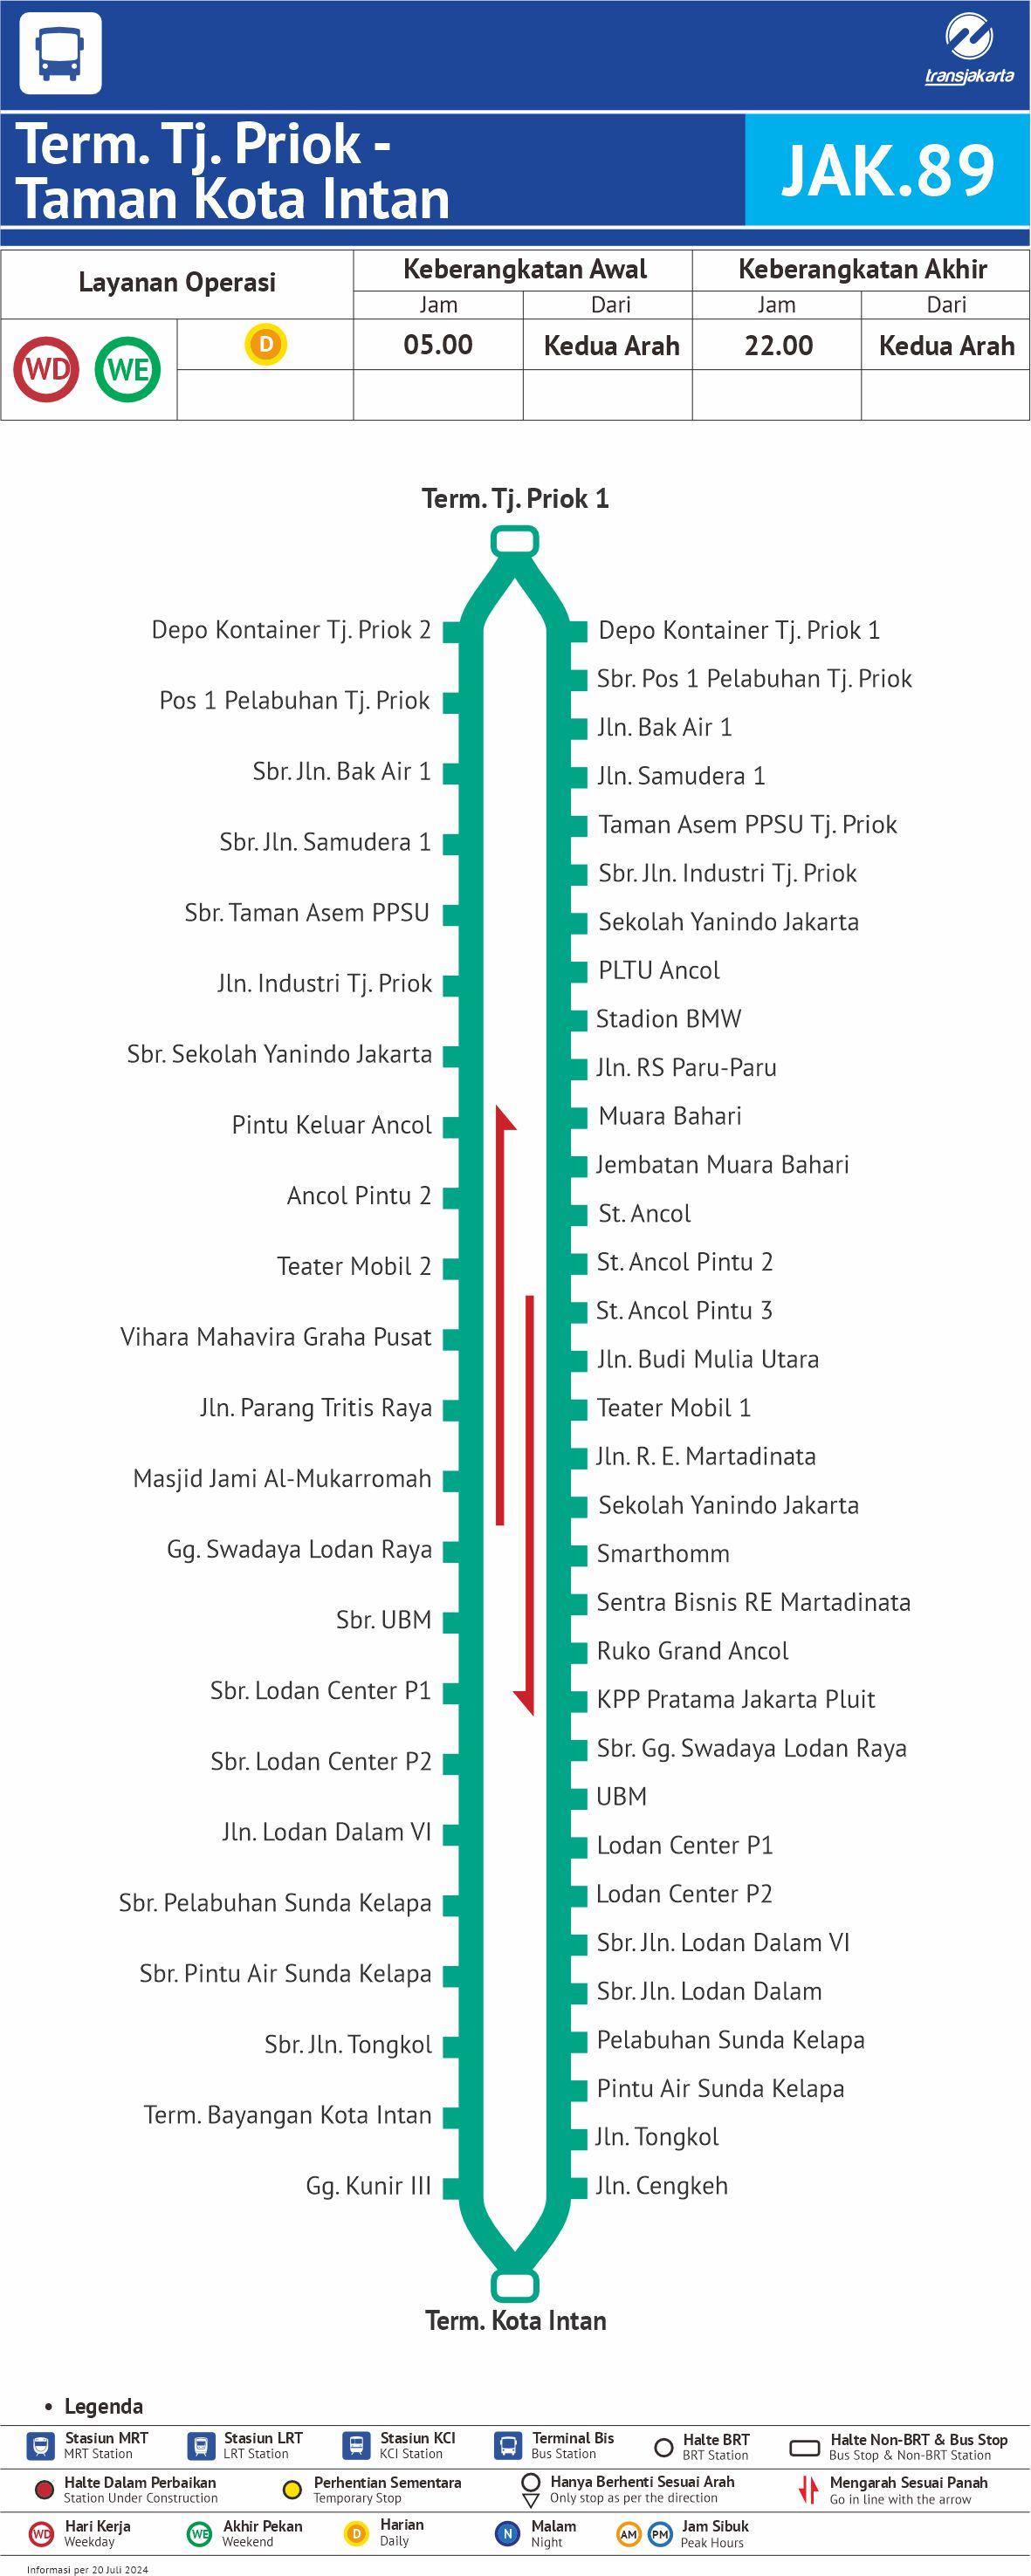 transjakarta
Term. Tj. Priok -
Taman Kota Intan
JAK.89
Layanan Operasi
Keberangkatan Awal
Keberangkatan Akhir
Jam
Dari
Jam
Dari
WD
WE
D
05.00
Kedua Arah
22.00
Kedua Arah
Term. Tj. Priok 1
Depo Kontainer Tj. Priok 2
Pos 1 Pelabuhan Tj. Priok
Sbr. Jln. Bak Air 1
Sbr. Jln. Samudera 1
Sbr. Taman Asem PPSU
Jln. Industri Tj. Priok
Sbr. Sekolah Yanindo Jakarta
Pintu Keluar Ancol
Ancol Pintu 2
Teater Mobil 2
Vihara Mahavira Graha Pusat
Jln. Parang Tritis Raya
Masjid Jami Al-Mukarromah
Gg. Swadaya Lodan Raya
Sbr. UBM
Sbr. Lodan Center P1
Sbr. Lodan Center P2
Jln. Lodan Dalam VI
Sbr. Pelabuhan Sunda Kelapa
Sbr. Pintu Air Sunda Kelapa
Sbr. Jln. Tongkol
Term. Bayangan Kota Intan
Gg. Kunir III
Depo Kontainer Tj. Priok 1
Sbr. Pos 1 Pelabuhan Tj. Priok
Jln. Bak Air 1
Jln. Samudera 1
Taman Asem PPSU Tj. Priok
Sbr. Jln. Industri Tj. Priok
Sekolah Yanindo Jakarta
PLTU Ancol
Stadion BMW
Jln. RS Paru-Paru
Muara Bahari
Jembatan Muara Bahari
St. Ancol
St. Ancol Pintu 2
St. Ancol Pintu 3
Jln. Budi Mulia Utara
Teater Mobil 1
Jln. R. E. Martadinata
Sekolah Yanindo Jakarta
Smarthomm
Sentra Bisnis RE Martadinata
Ruko Grand Ancol
KPP Pratama Jakarta Pluit
Sbr. Gg. Swadaya Lodan Raya
UBM
Lodan Center P1
Lodan Center P2
Sbr. Jln. Lodan Dalam VI
Sbr. Jln. Lodan Dalam
Pelabuhan Sunda Kelapa
Pintu Air Sunda Kelapa
Jln. Tongkol
Jln. Cengkeh
Term. Kota Intan
• Legenda
Stasiun MRT
MRT Station
Stasiun LRT
LRT Station
Stasiun KCI
KCI Station
Terminal Bis
Bus Station
Halte BRT
BRT Station
Halte Non-BRT & Bus Stop
Bus Stop & Non-BRT Station
Halte Dalam Perbaikan
Station Under Construction
Perhentian Sementara
Temporary Stop
Hanya Berhenti Sesuai Arah
Only stop as per the direction
Mengarah Sesuai Panah
Go in line with the arrow
WD
Hari Kerja
Weekday
WE
Akhir Pekan
Weekend
D
Harian
Daily
N
Malam
Night
AM
PM
Jam Sibuk
Peak Hours
Informasi per 20 Juli 2024